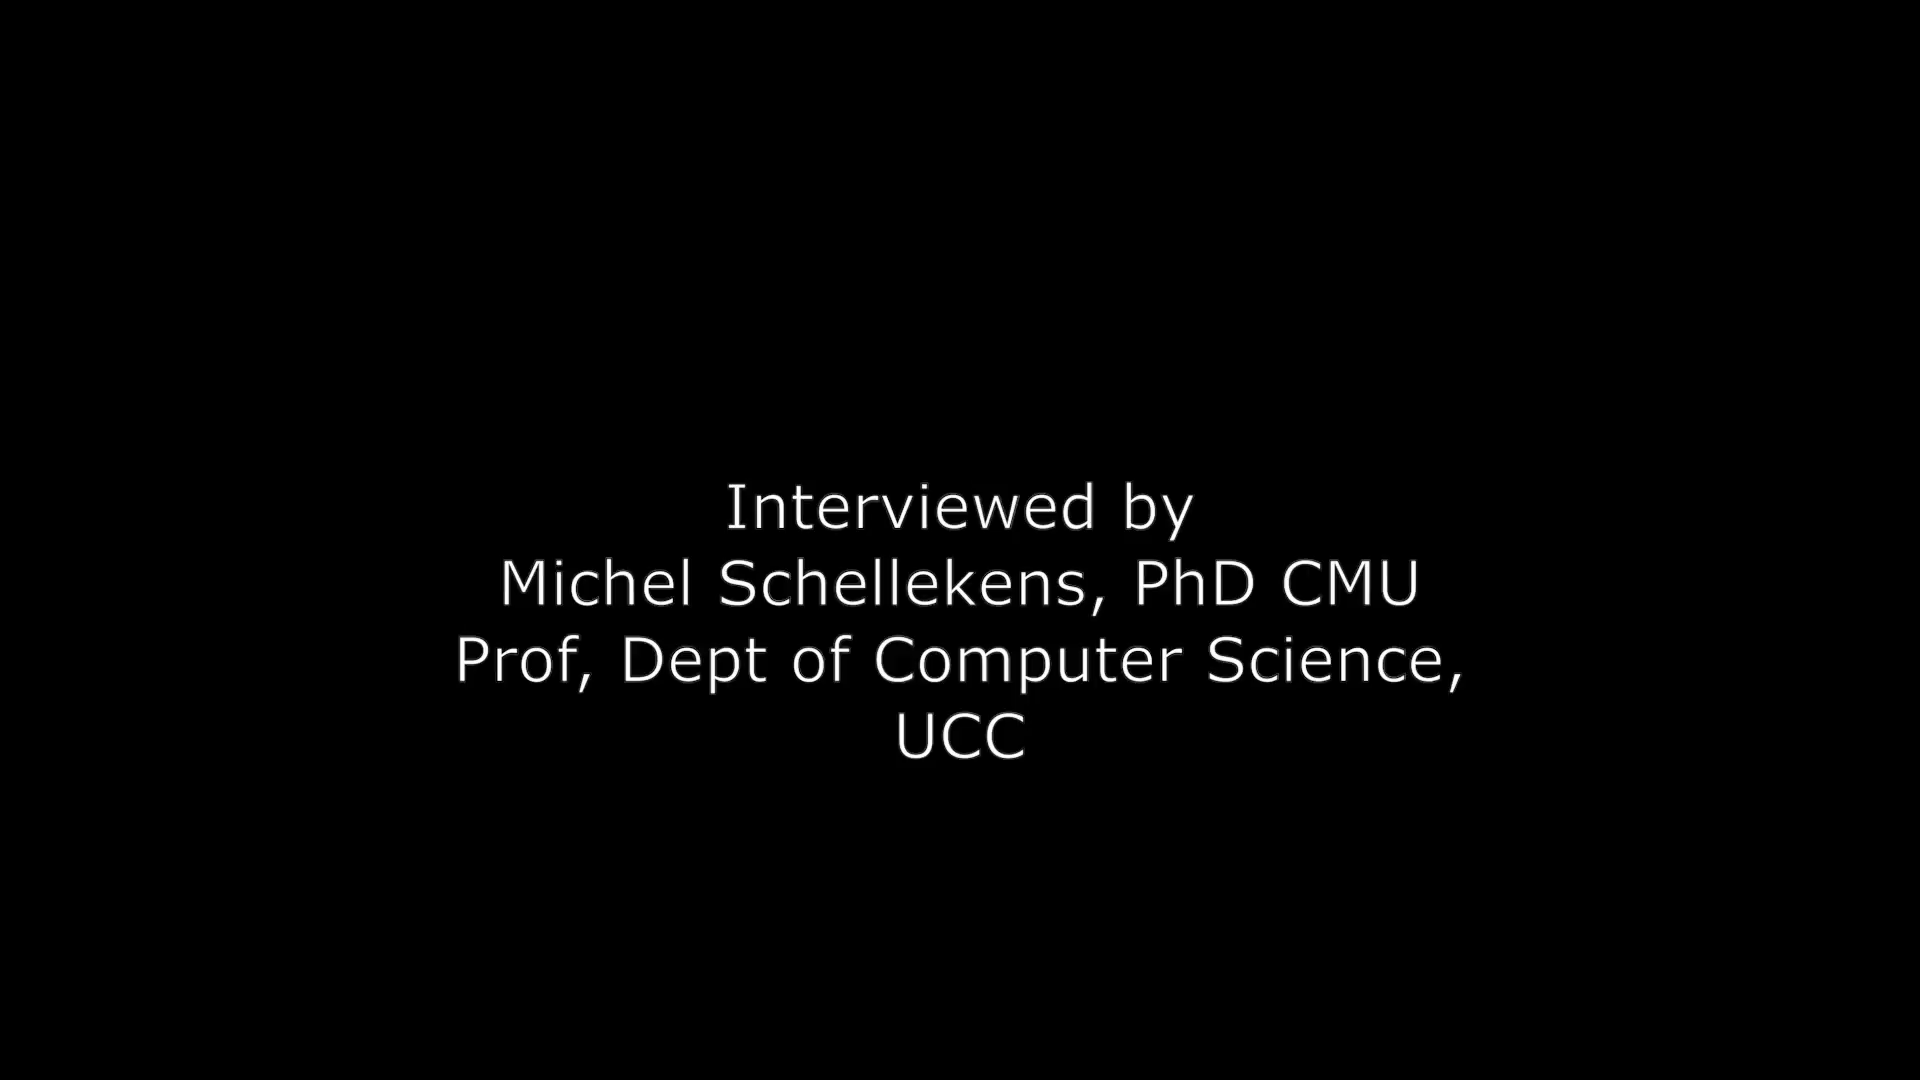 Interviewed by
Michel Schellekens, PhD CMU
Prof, Dept of Computer Science,
UCC